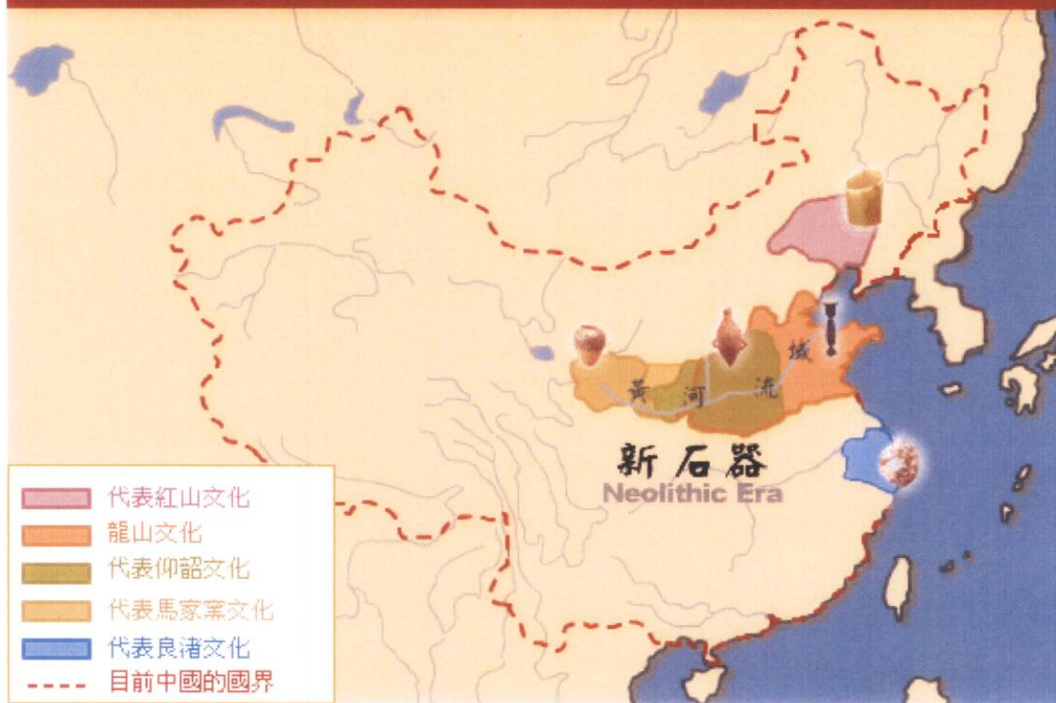 黃河流域
新石器
Neolithic Era
代表紅山文化
龍山文化
代表仰韶文化
代表馬家窯文化
代表良渚文化
目前中國的國界